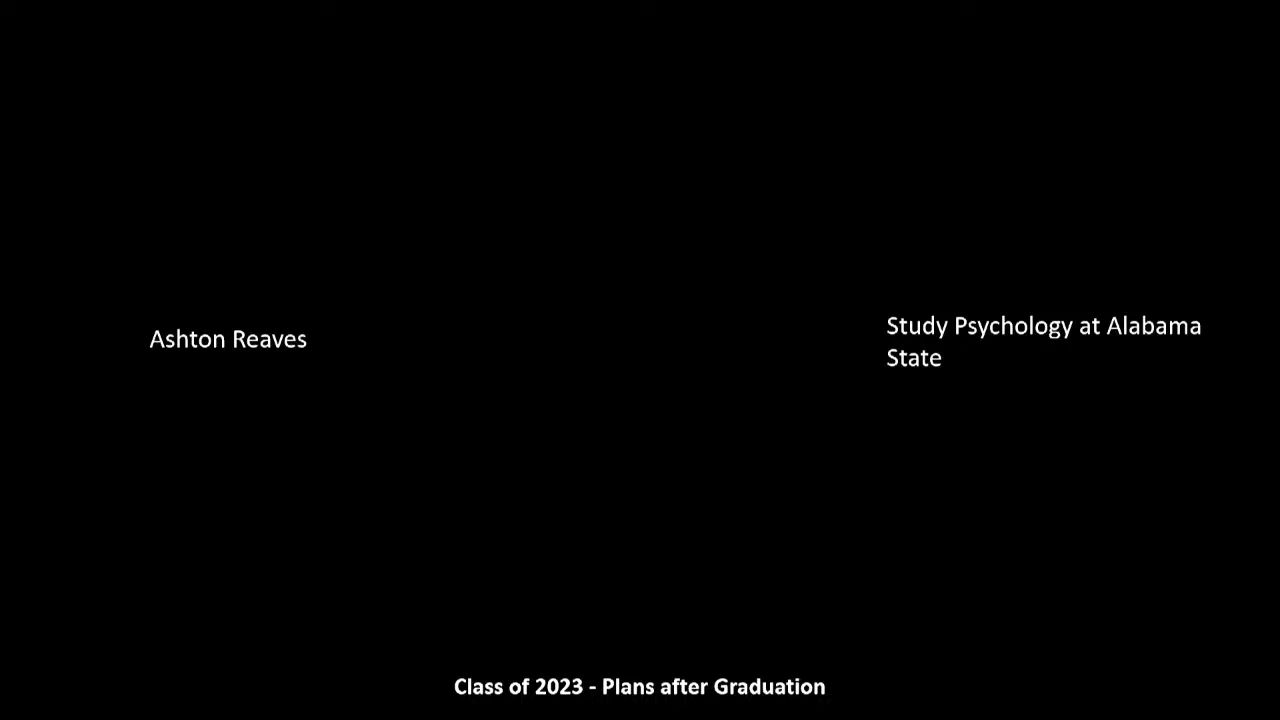 Ashton Reaves
Study Psychology at Alabama
State
Class of 2023 - Plans after Graduation